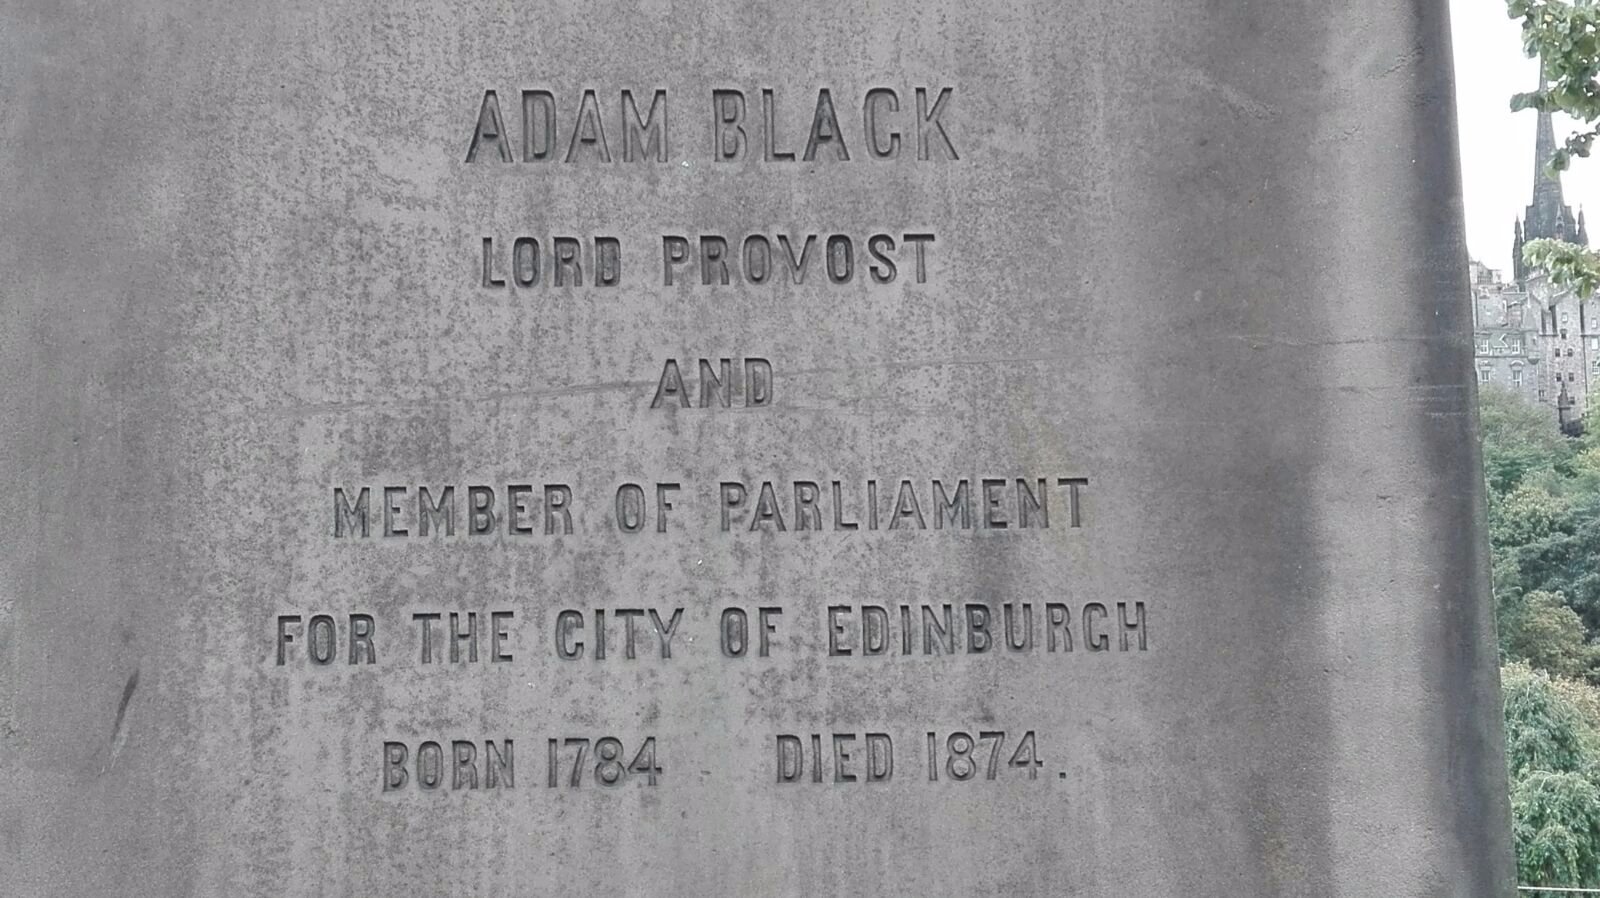 ADAM BLACK
LORD PROVOST
AND
MEMBER OF PARLIAMENT
FOR THE CITY OF EDINBURGH
BORN 1784 DIED 1874.